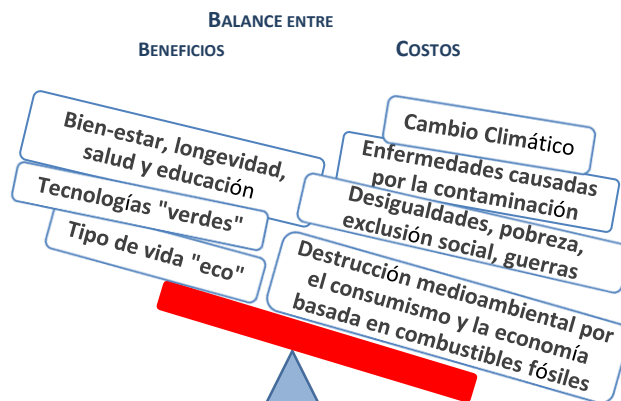 BALANCE ENTRE
BENEFICIOS
COSTOS
Bien-estar, longevidad,
salud y educación
Tecnologías "verdes"
Tipo de vida "eco"
Cambio Climático
Enfermedades causadas
por la contaminación
Desigualdades, pobreza,
exclusión social, guerras
Destrucción medioambiental por
el consumismo y la economía
basada en combustibles fósiles